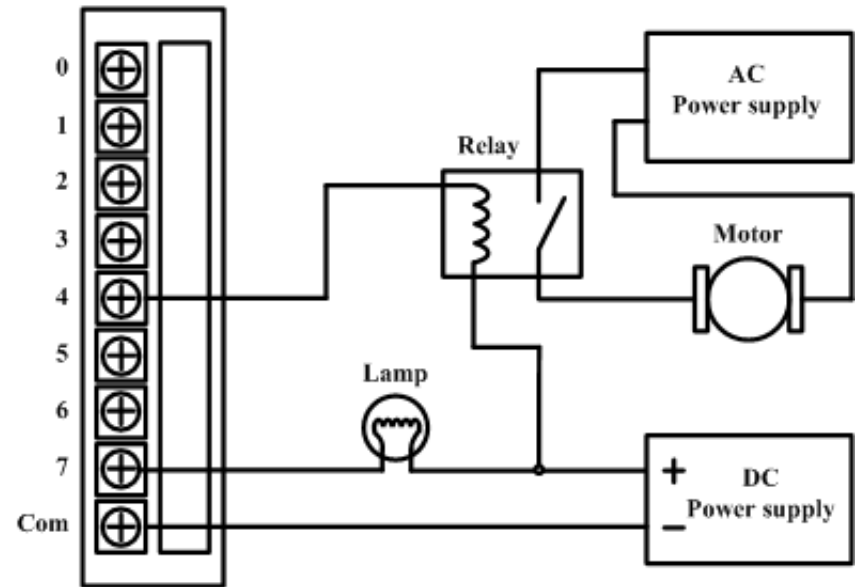 0
1
2
3
4
5
6
7
Com
Relay
Lamp
AC
Power supply
Motor
+
−
DC
Power supply